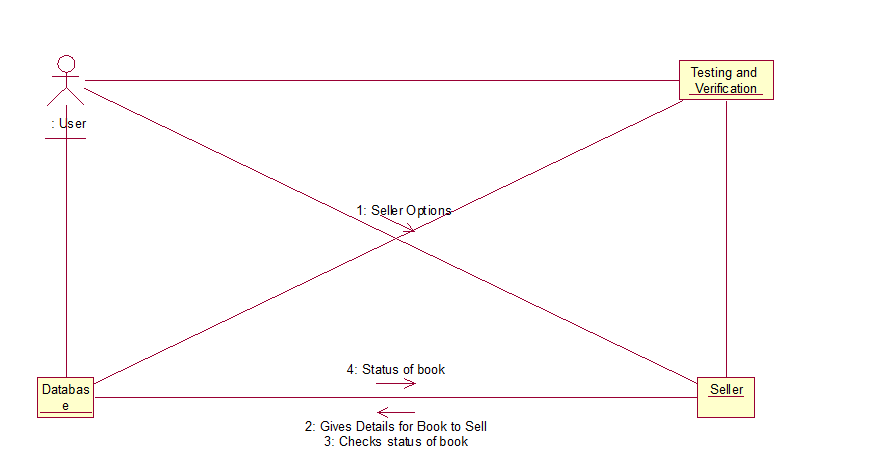 Testing and
Verification
: User
1: Seller Options
4: Status of book
Databas
e
Seller
2: Gives Details for Book to Sell
3: Checks status of book